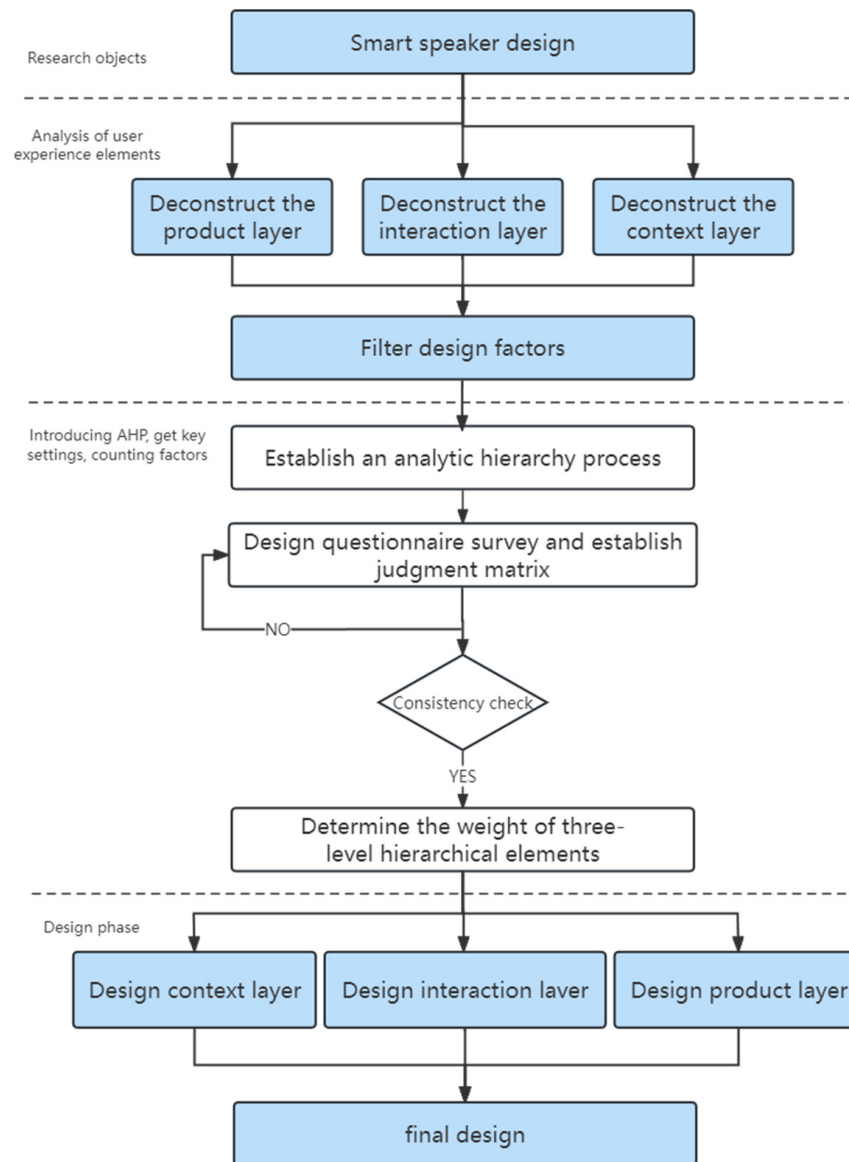 Smart speaker design
Research objects
Analysis of user
experience elements
Deconstruct the
product layer
Deconstruct the
interaction layer
Deconstruct the
context layer
Filter design factors
Introducing AHP, get key
settings, counting factors
Establish an analytic hierarchy process
Design questionnaire survey and establish
judgment matrix
NO
Consistency check
YES
Determine the weight of three-
level hierarchical elements
Design phase
Design context layer
Design interaction laver
Design product layer
final design